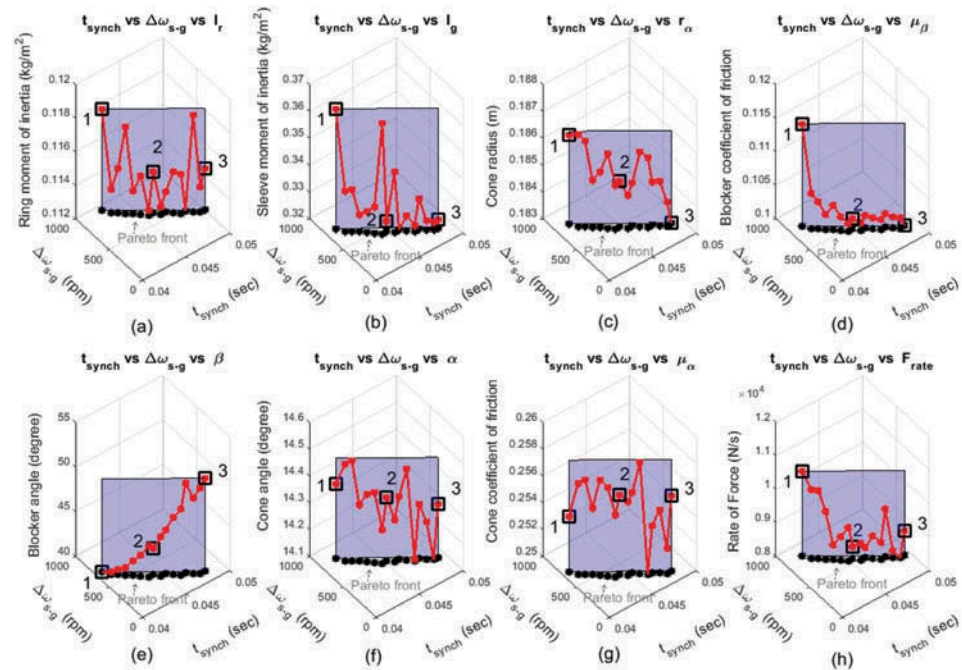 t_synch vs Δω_s-g vs I_r
t_synch vs Δω_s-g vs I_g
t_synch vs Δω_s-g vs r_α
t_synch vs Δω_s-g vs μ_β
Ring moment of inertia (kg/m²)
0.12
0.118
0.116
0.114
0.112
1000
500
0
0.04
0.045
0.05
1
2
3
Pareto front
Δω_s-g (rpm)
t_synch (sec)
(a)
Sleeve moment of inertia (kg/m²)
0.37
0.36
0.35
0.34
0.33
0.32
1000
500
0
0.04
0.045
0.05
1
2
3
Pareto front
Δω_s-g (rpm)
t_synch (sec)
(b)
Cone radius (m)
0.188
0.187
0.186
0.185
0.184
0.183
1000
500
0
0.04
0.045
0.05
1
2
3
Pareto front
Δω_s-g (rpm)
t_synch (sec)
(c)
Blocker coefficient of friction
0.12
0.115
0.11
0.105
0.1
1000
500
0
0.04
0.045
0.05
1
2
3
Pareto front
Δω_s-g (rpm)
t_synch (sec)
(d)
t_synch vs Δω_s-g vs β
t_synch vs Δω_s-g vs α
t_synch vs Δω_s-g vs μ_α
t_synch vs Δω_s-g vs F_rate
Blocker angle (degree)
55
50
45
40
1000
500
0
0.04
0.045
0.05
1
2
3
Pareto front
Δω_s-g (rpm)
t_synch (sec)
(e)
Cone angle (degree)
14.6
14.5
14.4
14.3
14.2
14.1
1000
500
0
0.04
0.045
0.05
1
2
3
Pareto front
Δω_s-g (rpm)
t_synch (sec)
(f)
Cone coefficient of friction
0.26
0.258
0.256
0.254
0.252
0.25
1000
500
0
0.04
0.045
0.05
1
2
3
Pareto front
Δω_s-g (rpm)
t_synch (sec)
(g)
Rate of Force (N/s)
×10⁴
1.2
1.1
1
0.9
0.8
1000
500
0
0.04
0.045
0.05
1
2
3
Pareto front
Δω_s-g (rpm)
t_synch (sec)
(h)